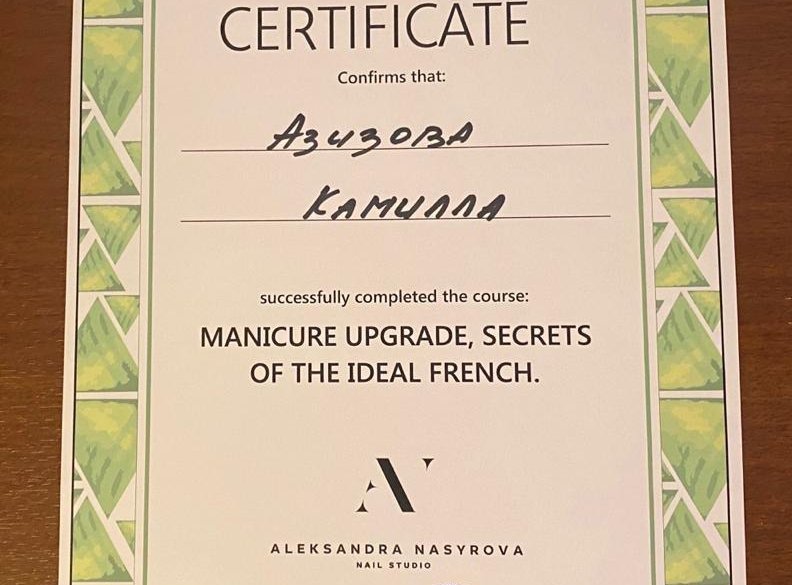 CERTIFICATE
Confirms that:
Азизова
Камилла
successfully completed the course:
MANICURE UPGRADE, SECRETS
OF THE IDEAL FRENCH.
AN
ALEKSANDRA NASYROVA
NAIL STUDIO